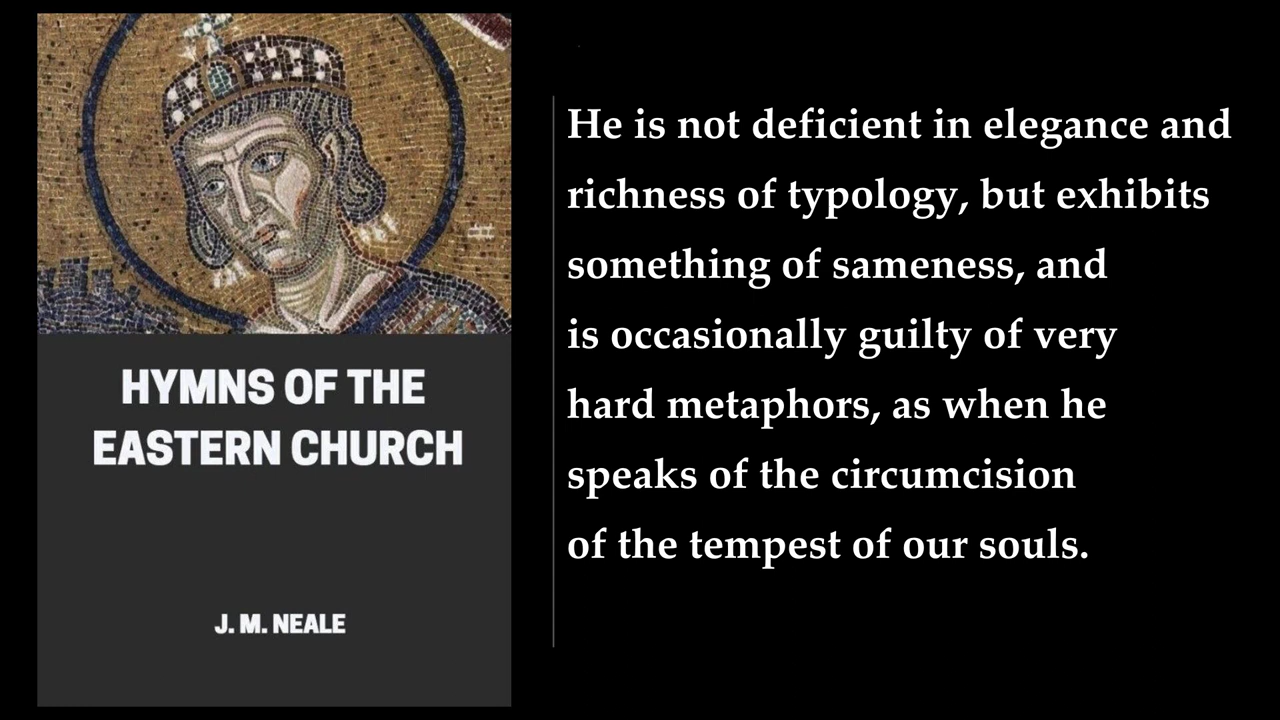 HYMNS OF THE
EASTERN CHURCH
J. M. NEALE
He is not deficient in elegance and
richness of typology, but exhibits
something of sameness, and
is occasionally guilty of very
hard metaphors, as when he
speaks of the circumcision
of the tempest of our souls.